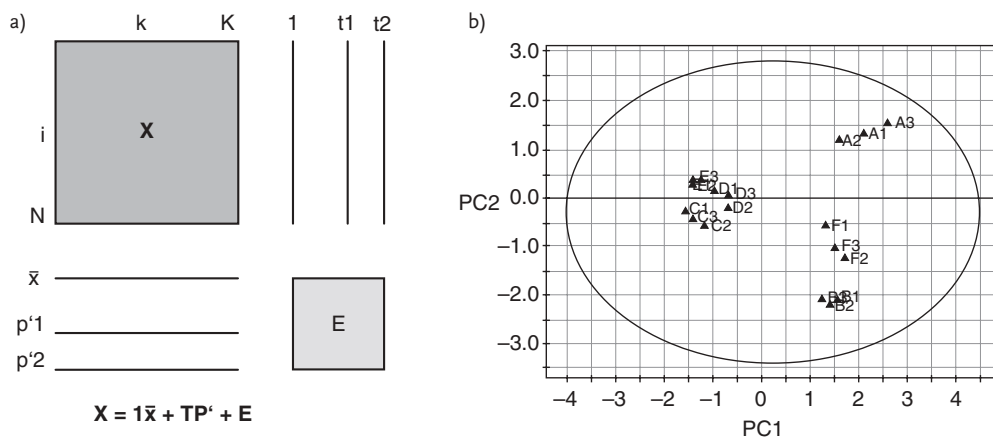 a)
k K
i
X
N
1 t1 t2
x̄
p‘1
p‘2
E
X = 1x̄ + TP‘ + E
b)
3.0
2.0
1.0
0.0
–1.0
–2.0
–3.0
PC2
A3
A1
A2
E3
D1
D3
D2
C1
C3
C2
F1
F3
F2
B1
B2
–4 –3 –2 –1 0 1 2 3 4
PC1